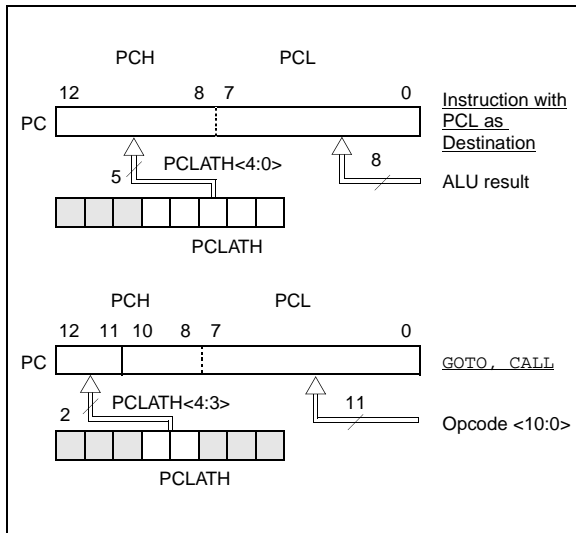 PCH PCL
12 8 7 0
Instruction with
PC
PCL as
Destination
5 PCLATH<4:0>
8
ALU result
PCLATH
PCH PCL
12 11 10 8 7 0
PC GOTO, CALL
2 PCLATH<4:3>
11
Opcode <10:0>
PCLATH